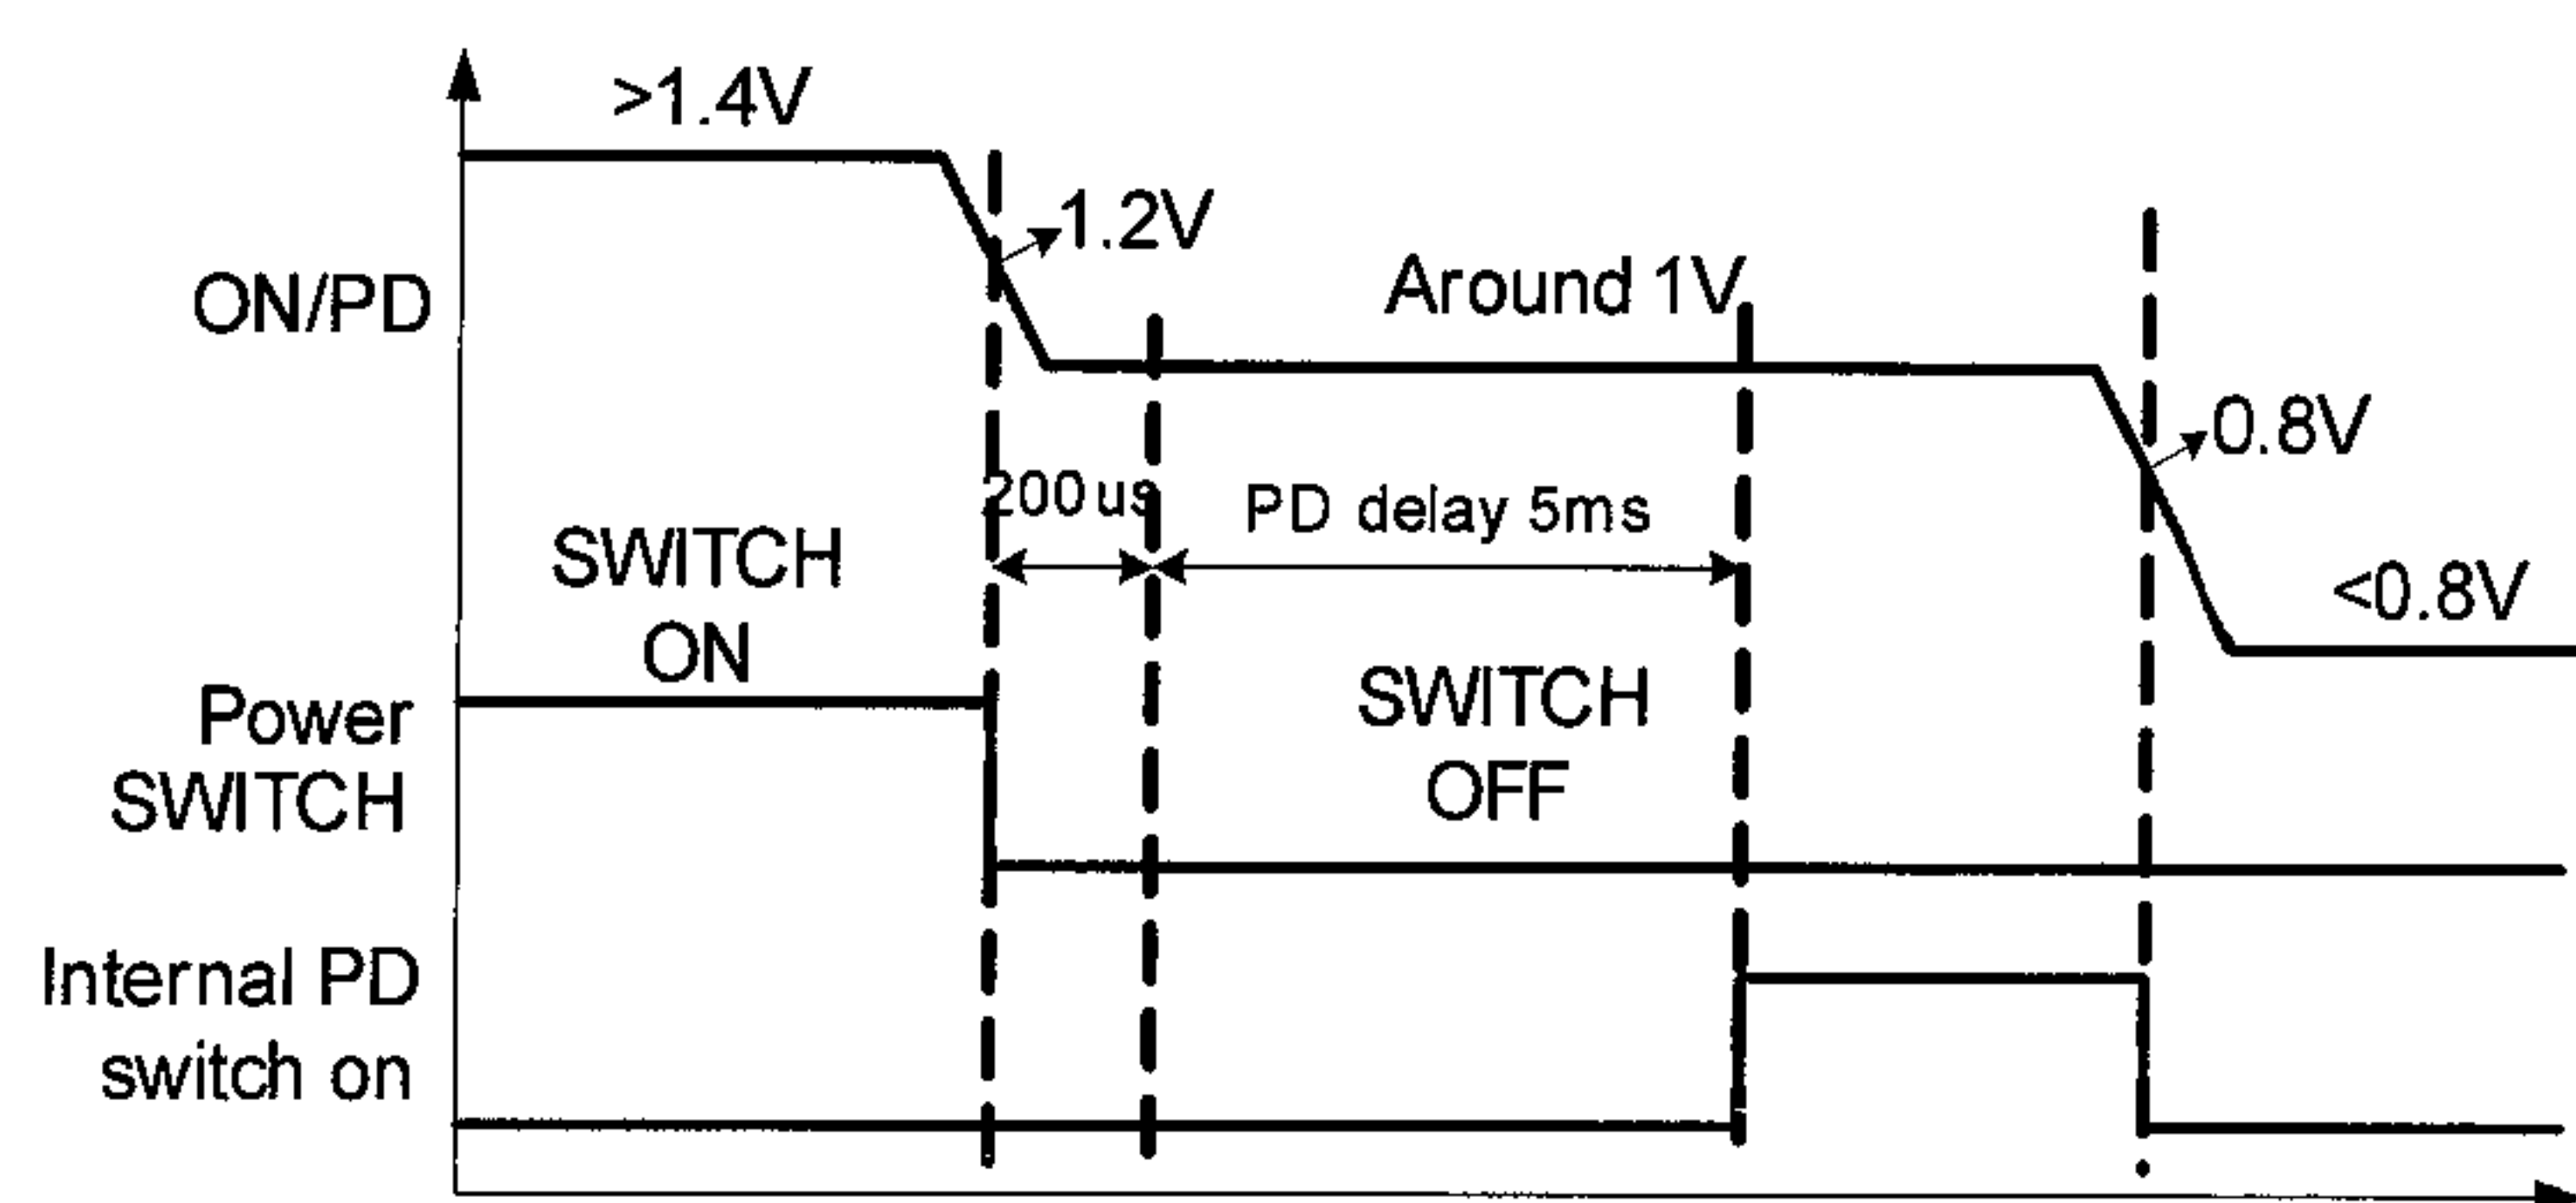 >1.4V
1.2V
ON/PD
Around 1V
0.8V
200us
PD delay 5ms
SWITCH
ON
<0.8V
Power
SWITCH
SWITCH
OFF
Internal PD
switch on